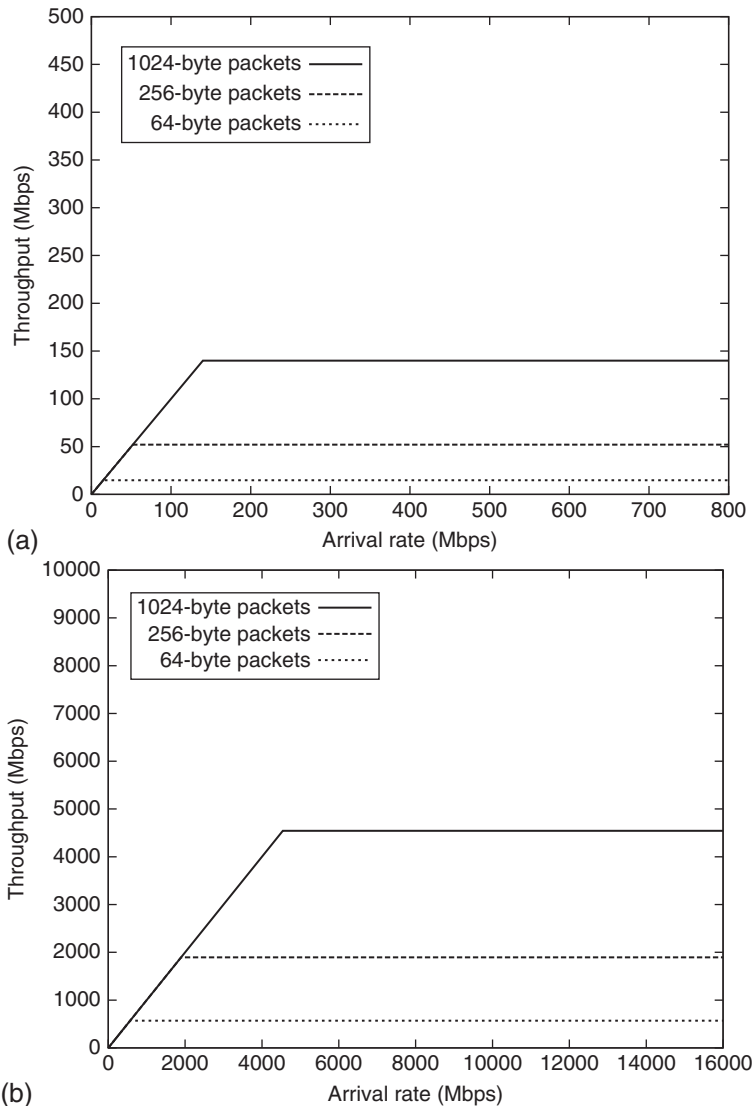 500
450
400
350
300
250
200
150
100
50
0
1024-byte packets
256-byte packets
64-byte packets
Throughput (Mbps)
0 100 200 300 400 500 600 700 800
(a)
Arrival rate (Mbps)
10000
9000
8000
7000
6000
5000
4000
3000
2000
1000
0
1024-byte packets
256-byte packets
64-byte packets
Throughput (Mbps)
0 2000 4000 6000 8000 10000 12000 14000 16000
(b)
Arrival rate (Mbps)